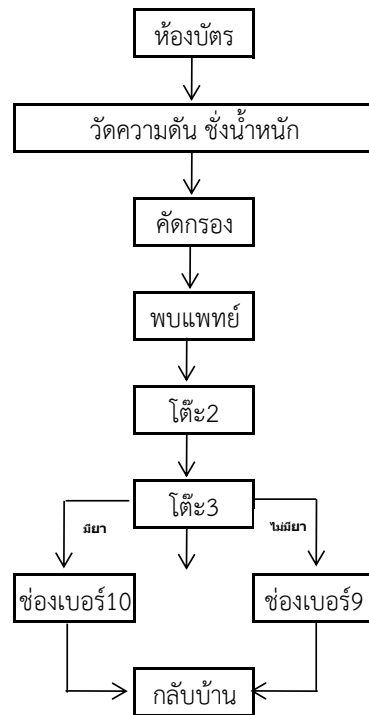 ห้องบัตร
วัดความดัน ชั่งน้ำหนัก
คัดกรอง
พบแพทย์
โต๊ะ2
โต๊ะ3
มียา
ไม่มียา
ช่องเบอร์10
ช่องเบอร์9
กลับบ้าน